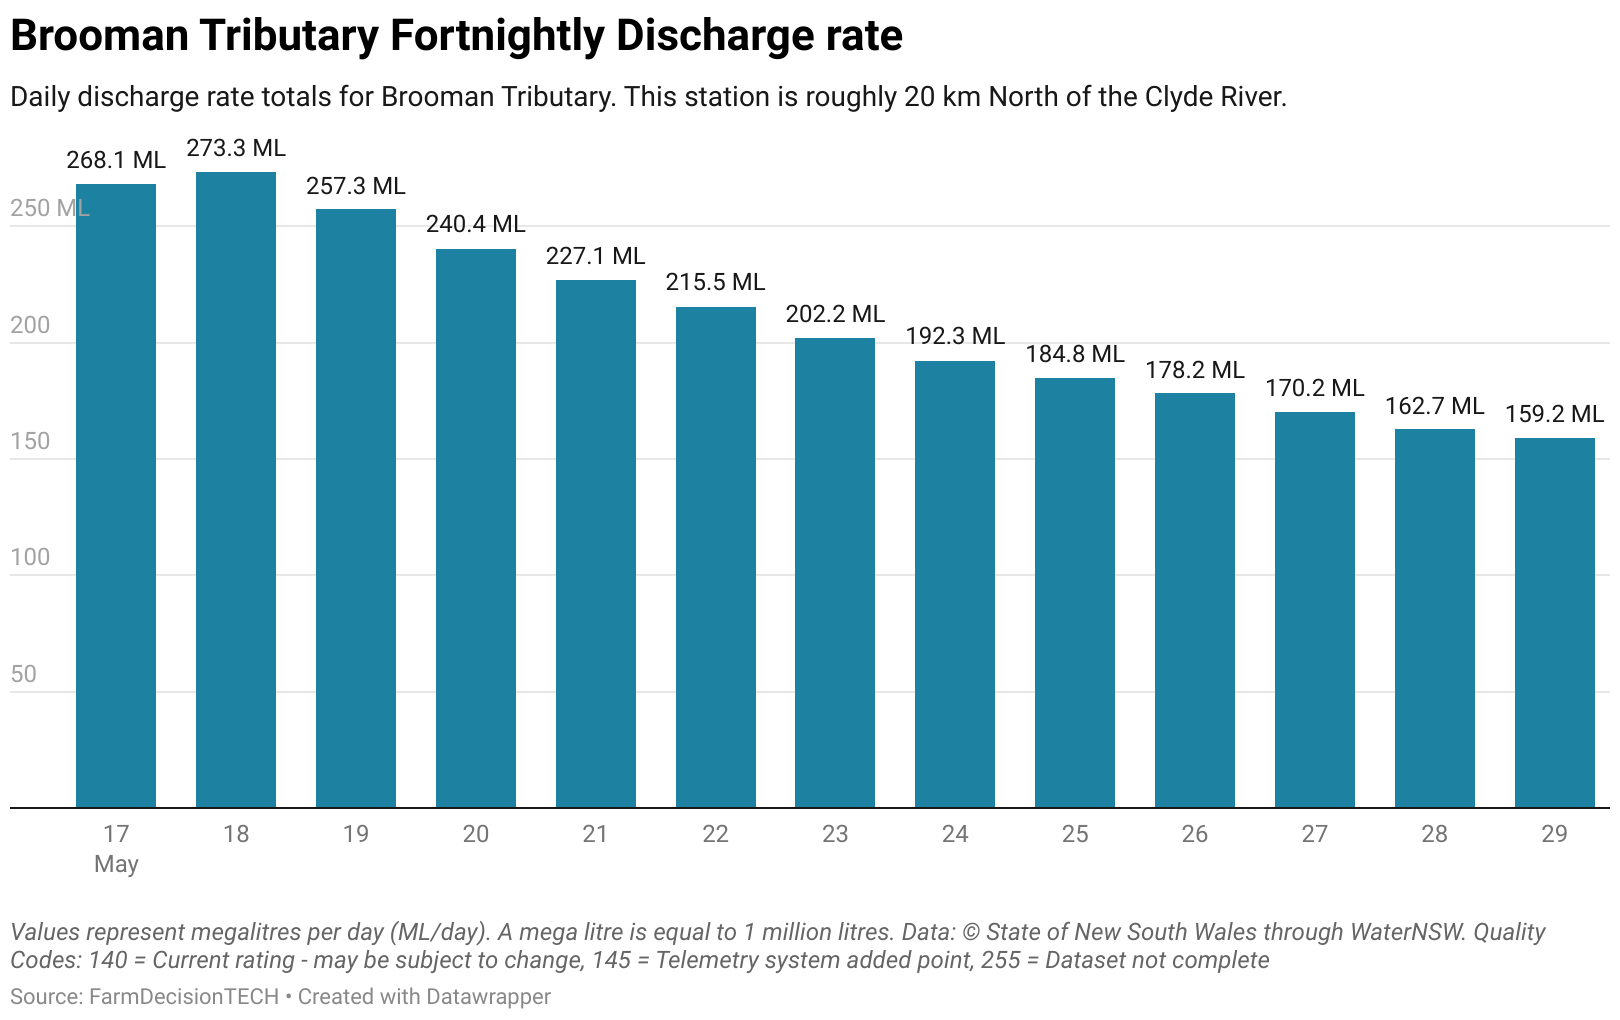 Brooman Tributary Fortnightly Discharge rate
Daily discharge rate totals for Brooman Tributary. This station is roughly 20 km North of the Clyde River.
268.1 ML
273.3 ML
257.3 ML
240.4 ML
227.1 ML
215.5 ML
202.2 ML
192.3 ML
184.8 ML
178.2 ML
170.2 ML
162.7 ML
159.2 ML
250 ML
200
150
100
50
17 18 19 20 21 22 23 24 25 26 27 28 29
May
Values represent megalitres per day (ML/day). A mega litre is equal to 1 million litres. Data: © State of New South Wales through WaterNSW. Quality
Codes: 140 = Current rating - may be subject to change, 145 = Telemetry system added point, 255 = Dataset not complete
Source: FarmDecisionTECH • Created with Datawrapper